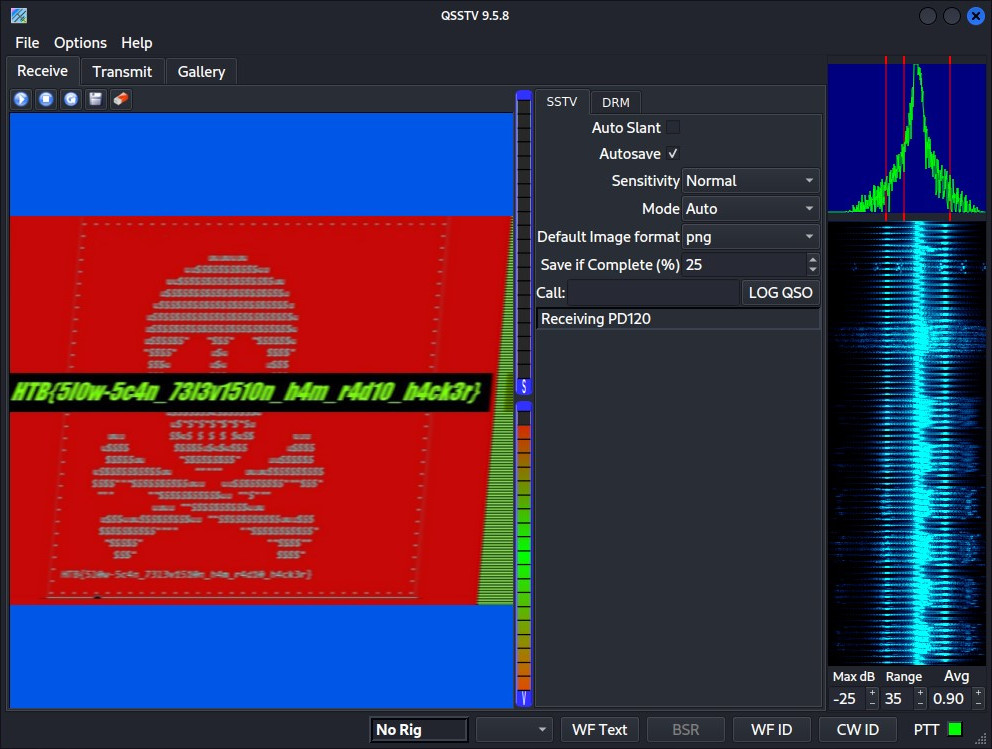 QSSTV 9.5.8
File Options Help
Receive Transmit Gallery
SSTV DRM
Auto Slant
Autosave ✓
Sensitivity Normal
Mode Auto
Default Image format png
Save if Complete (%) 25
Call: LOG QSO
Receiving PD120
HTB{5l0w-5c4n_73l3v1510n_h4m_r4d10_h4ck3r}
HTB{5l0w-5c4n_73l3v1510n_h4m_r4d10_h4ck3r}
S
V
Max dB Range Avg
-25 35 0.90
No Rig WF Text BSR WF ID CW ID PTT